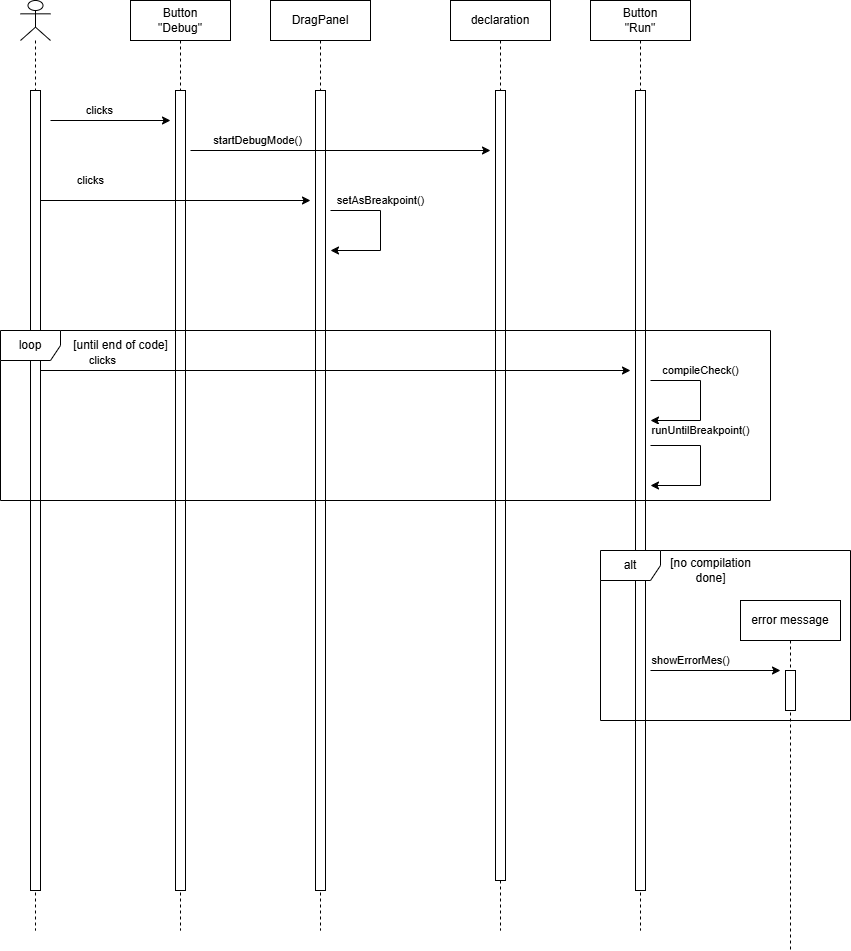 Button
"Debug"
DragPanel
declaration
Button
"Run"
clicks
startDebugMode()
clicks
setAsBreakpoint()
loop
[until end of code]
clicks
compileCheck()
runUntilBreakpoint()
alt
[no compilation
done]
error message
showErrorMes()